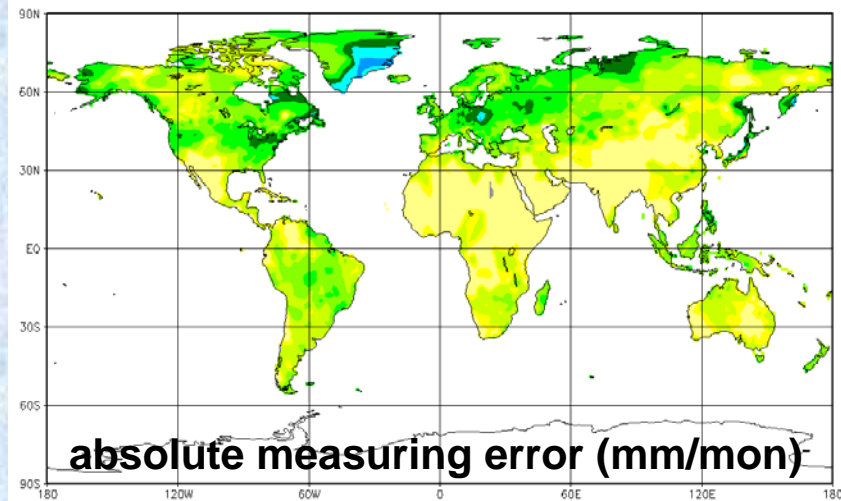 90N
60N
30N
EQ
30S
60S
absolute measuring error (mm/mon)
90S
180 120W 60W 0 60E 120E 180